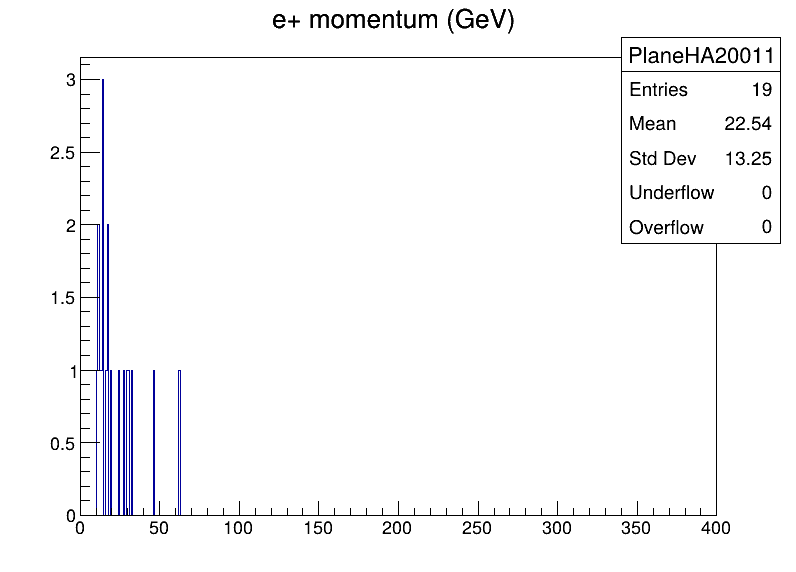 e+ momentum (GeV)
PlaneHA20011
Entries 19
Mean 22.54
Std Dev 13.25
Underflow 0
Overflow 0
3
2.5
2
1.5
1
0.5
0
0 50 100 150 200 250 300 350 400